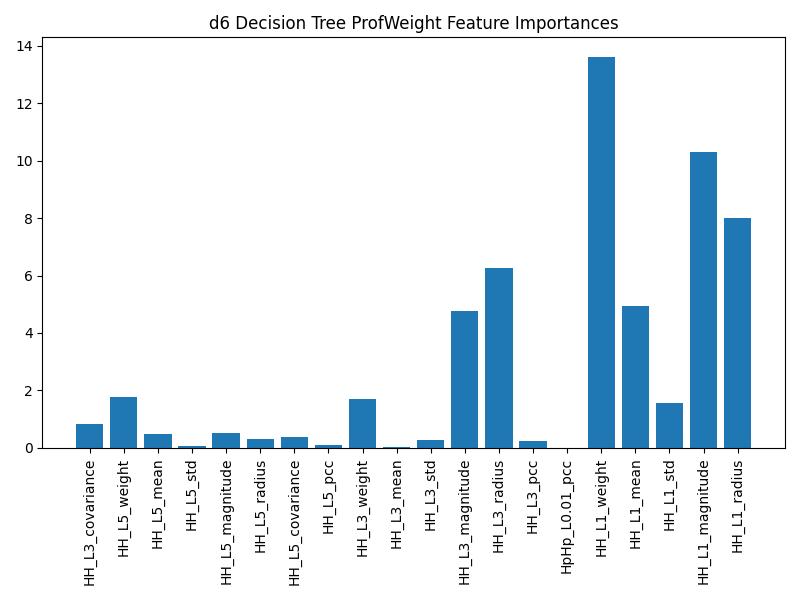 d6 Decision Tree ProfWeight Feature Importances
14
12
10
8
6
4
2
0
HH_L3_covariance
HH_L5_weight
HH_L5_mean
HH_L5_std
HH_L5_magnitude
HH_L5_radius
HH_L5_covariance
HH_L5_pcc
HH_L3_weight
HH_L3_mean
HH_L3_std
HH_L3_magnitude
HH_L3_radius
HH_L3_pcc
HpHp_L0.01_pcc
HH_L1_weight
HH_L1_mean
HH_L1_std
HH_L1_magnitude
HH_L1_radius